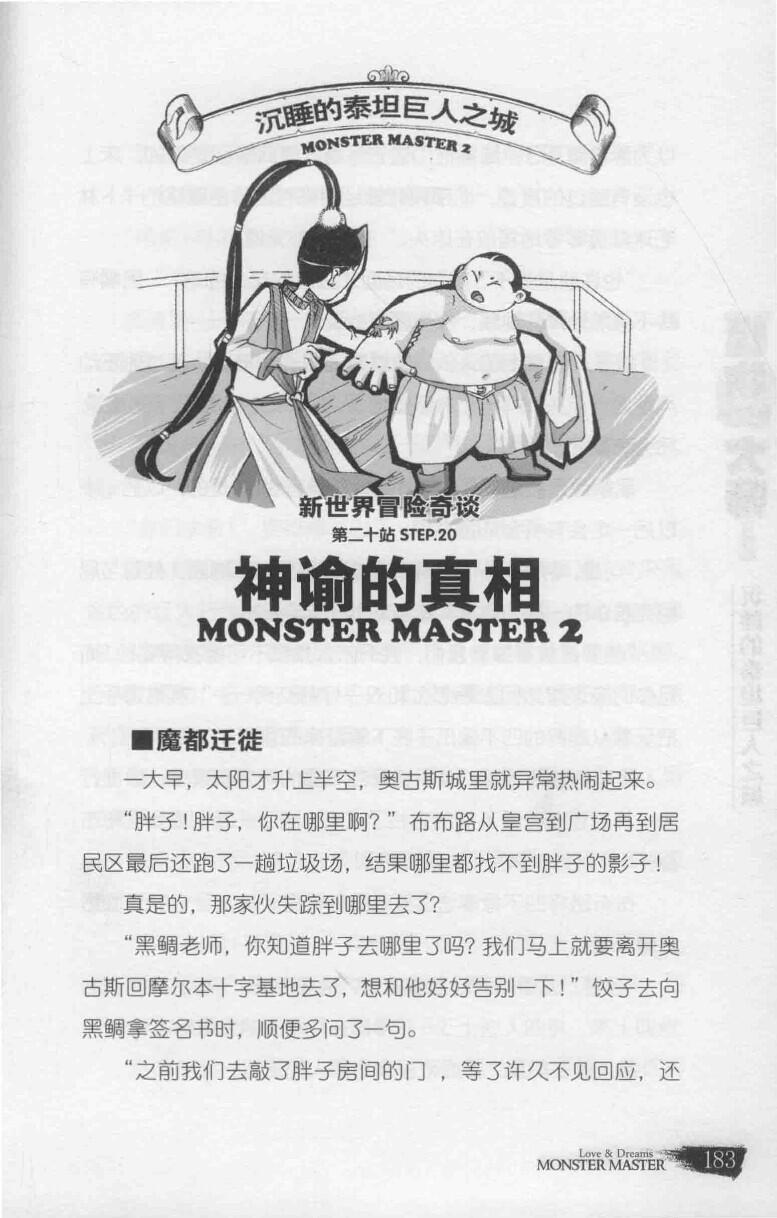 沉睡的泰坦巨人之城
MONSTER MASTER 2
新世界冒险奇谈
第二十站 STEP.20
神谕的真相
MONSTER MASTER 2
■魔都迁徙
一大早，太阳才升上半空，奥古斯城里就异常热闹起来。
“胖子！胖子，你在哪里啊？”布布路从皇宫到广场再到居
民区最后还跑了一趟垃圾场，结果哪里都找不到胖子的影子！
真是的，那家伙失踪到哪里去了？
“黑鲷老师，你知道胖子去哪里了吗？我们马上就要离开奥
古斯回摩尔本十字基地去了，想和他好好告别一下！”饺子去向
黑鲷拿签名书时，顺便多问了一句。
“之前我们去敲了胖子房间的门 ，等了许久不见回应，还
Love & Dreams
MONSTER MASTER 183